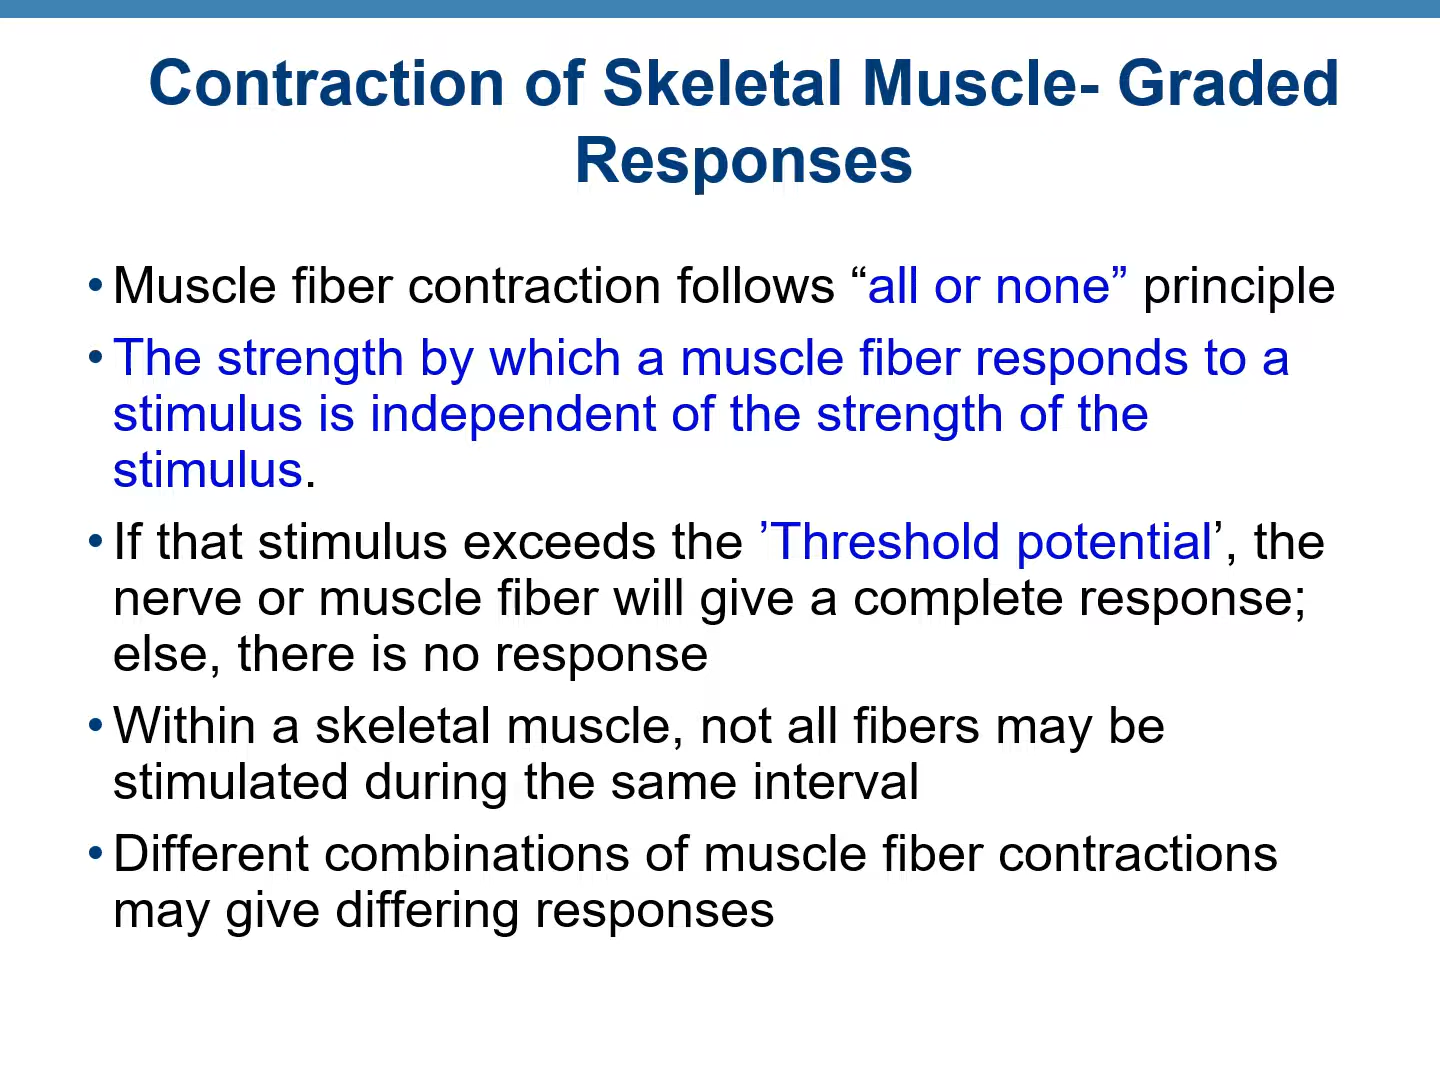 Contraction of Skeletal Muscle- Graded
Responses
• Muscle fiber contraction follows “all or none” principle
• The strength by which a muscle fiber responds to a
stimulus is independent of the strength of the
stimulus.
• If that stimulus exceeds the ’Threshold potential’, the
nerve or muscle fiber will give a complete response;
else, there is no response
• Within a skeletal muscle, not all fibers may be
stimulated during the same interval
• Different combinations of muscle fiber contractions
may give differing responses